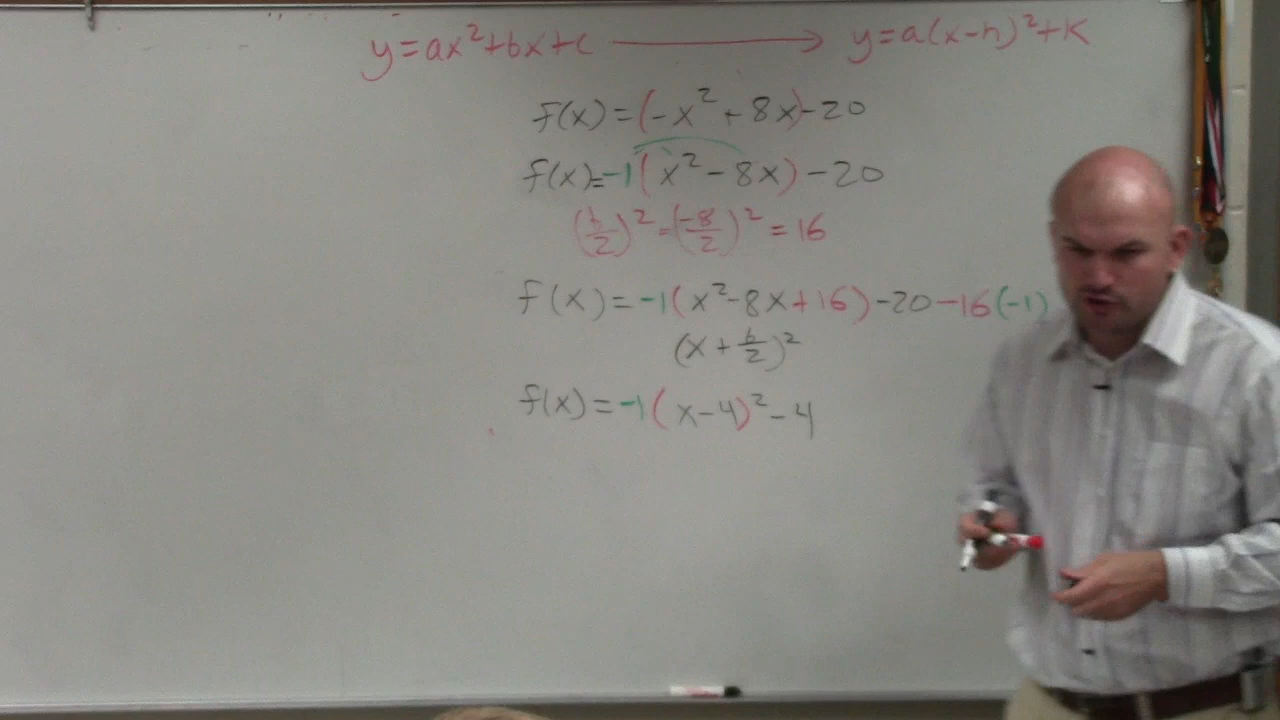 y=ax²+bx+c ⟶ y=a(x-h)²+k
f(x)=(-x²+8x)-20
f(x)=-1(x²-8x)-20
(b/2)²=(-8/2)²=16
f(x)=-1(x²-8x+16)-20-16(-1)
(x+b/2)²
f(x)=-1(x-4)²-4